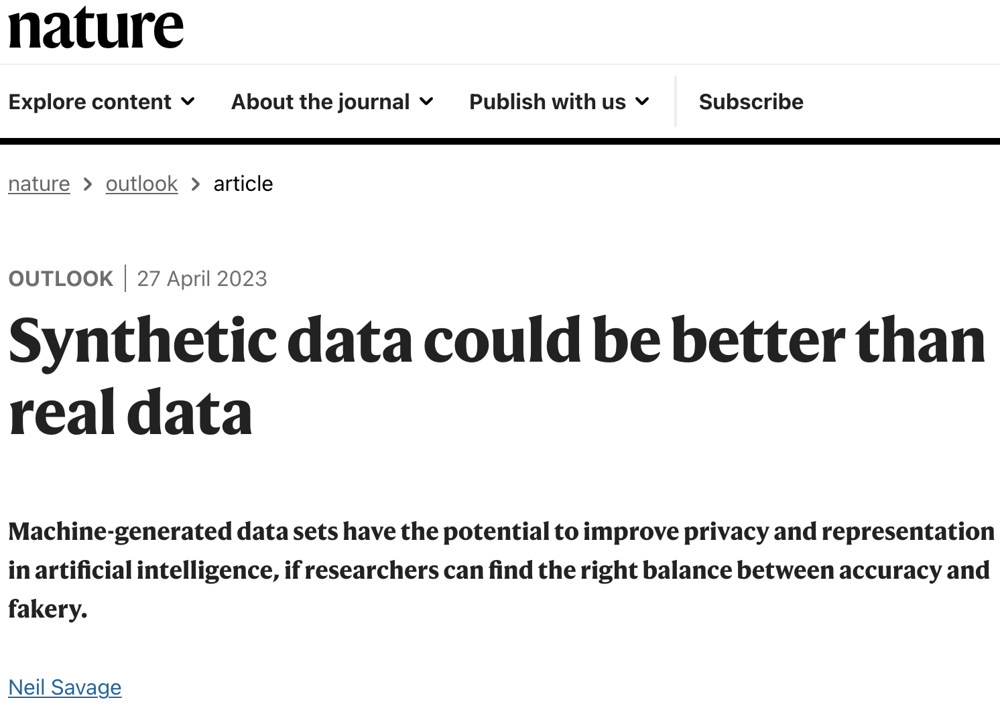 nature
Explore content About the journal Publish with us Subscribe
nature > outlook > article
OUTLOOK | 27 April 2023
Synthetic data could be better than
real data
Machine-generated data sets have the potential to improve privacy and representation
in artificial intelligence, if researchers can find the right balance between accuracy and
fakery.
Neil Savage